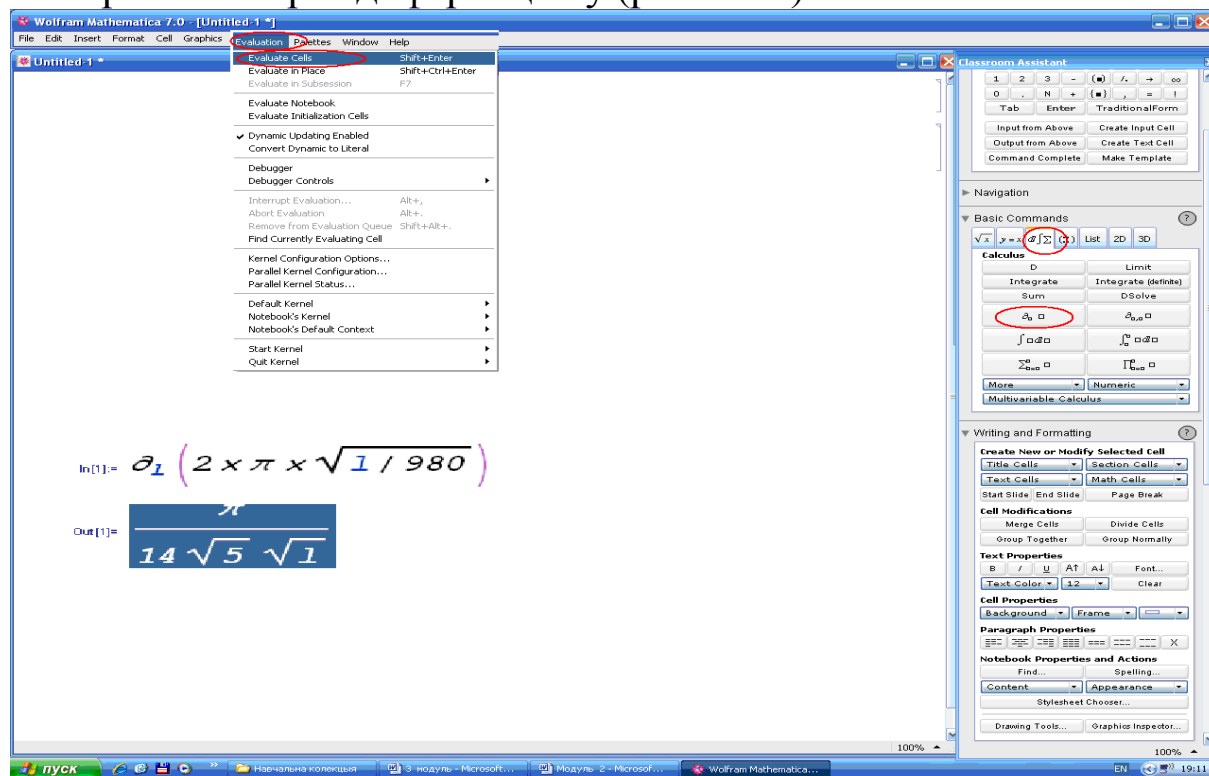 Wolfram Mathematica 7.0 - [Untitled-1 *]
File Edit Insert Format Cell Graphics Evaluation Palettes Window Help
Untitled-1 *
Evaluate Cells Shift+Enter
Evaluate in Place Shift+Ctrl+Enter
Evaluate in Subsession F7
Evaluate Notebook
Evaluate Initialization Cells
Dynamic Updating Enabled
Convert Dynamic to Literal
Debugger
Debugger Controls
Interrupt Evaluation... Alt+,
Abort Evaluation Alt+.
Remove from Evaluation Queue Shift+Alt+.
Find Currently Evaluating Cell
Kernel Configuration Options...
Parallel Kernel Configuration...
Parallel Kernel Status...
Default Kernel
Notebook's Kernel
Notebook's Default Context
Start Kernel
Quit Kernel
In[1]:= ∂l (2 × π × √l / 980)
Out[1]= π / 14 √5 √l
100%
Classroom Assistant
1 2 3 - (■) /. → ∞
0 . N + {■} , = !
Tab Enter TraditionalForm
Input from Above Create Input Cell
Output from Above Create Text Cell
Command Complete Make Template
Navigation
Basic Commands ?
√x y=x d∫Σ List 2D 3D
Calculus
D Limit
Integrate Integrate (definite)
Sum DSolve
∂□ □ ∂□,□ □
∫□d□ ∫□□ □d□
Σ□□=□ □ Π□□=□ □
More Numeric
Multivariable Calculus
Writing and Formatting ?
Create New or Modify Selected Cell
Title Cells Section Cells
Text Cells Math Cells
Start Slide End Slide Page Break
Cell Modifications
Merge Cells Divide Cells
Group Together Group Normally
Text Properties
B I U A↑ A↓ Font...
Text Color 12 Clear
Cell Properties
Background Frame
Paragraph Properties
X
Notebook Properties and Actions
Find... Spelling...
Content Appearance
Stylesheet Chooser...
Drawing Tools... Graphics Inspector...
100%
пуск » Навчальна колекцыя 3 модуль - Microsoft... Модуль 2 - Microsof... Wolfram Mathematica... EN 19:11